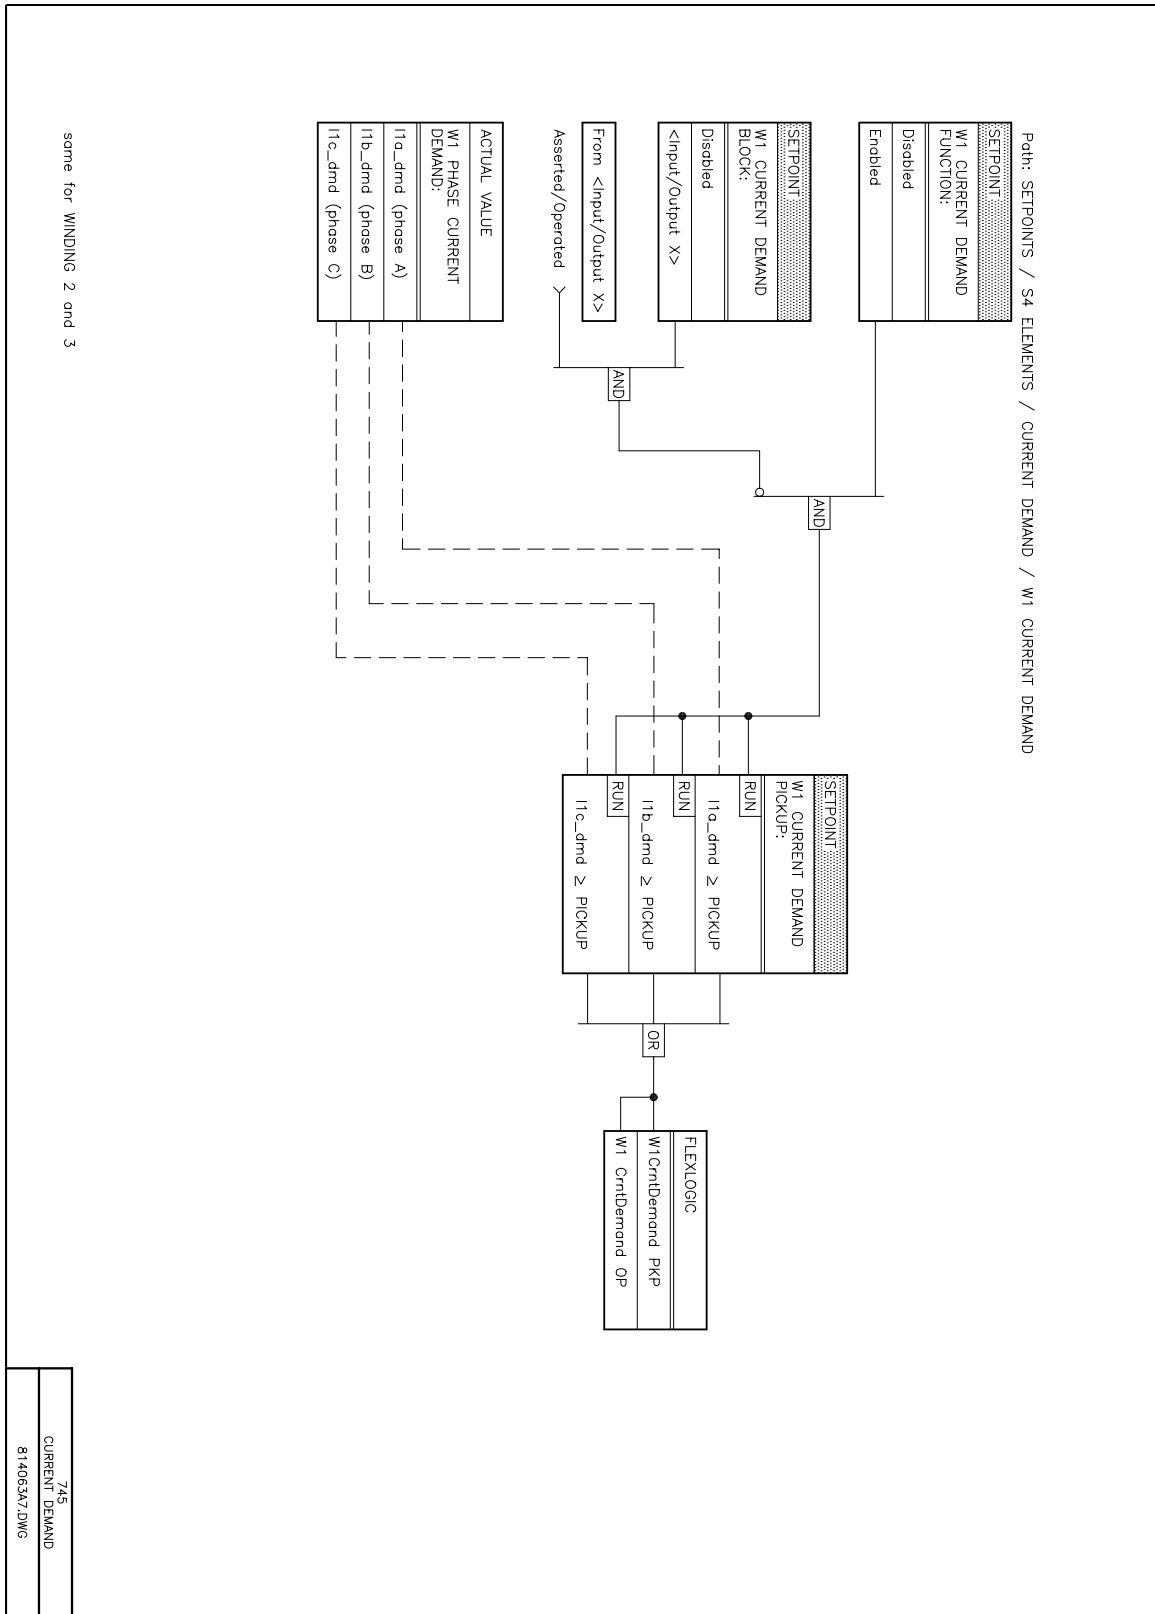 Path: SETPOINTS / S4 ELEMENTS / CURRENT DEMAND / W1 CURRENT DEMAND
SETPOINT
W1 CURRENT DEMAND
FUNCTION:
Disabled
Enabled
SETPOINT
W1 CURRENT DEMAND
BLOCK:
Disabled
<Input/Output X>
From <Input/Output X>
Asserted/Operated
ACTUAL VALUE
W1 PHASE CURRENT
DEMAND:
I1a_dmd (phase A)
I1b_dmd (phase B)
I1c_dmd (phase C)
AND
AND
SETPOINT
W1 CURRENT DEMAND
PICKUP:
RUN
I1a_dmd ≥ PICKUP
RUN
I1b_dmd ≥ PICKUP
RUN
I1c_dmd ≥ PICKUP
OR
FLEXLOGIC
W1CrntDemand PKP
W1 CrntDemand OP
same for WINDING 2 and 3
745
CURRENT DEMAND
814063A7.DWG